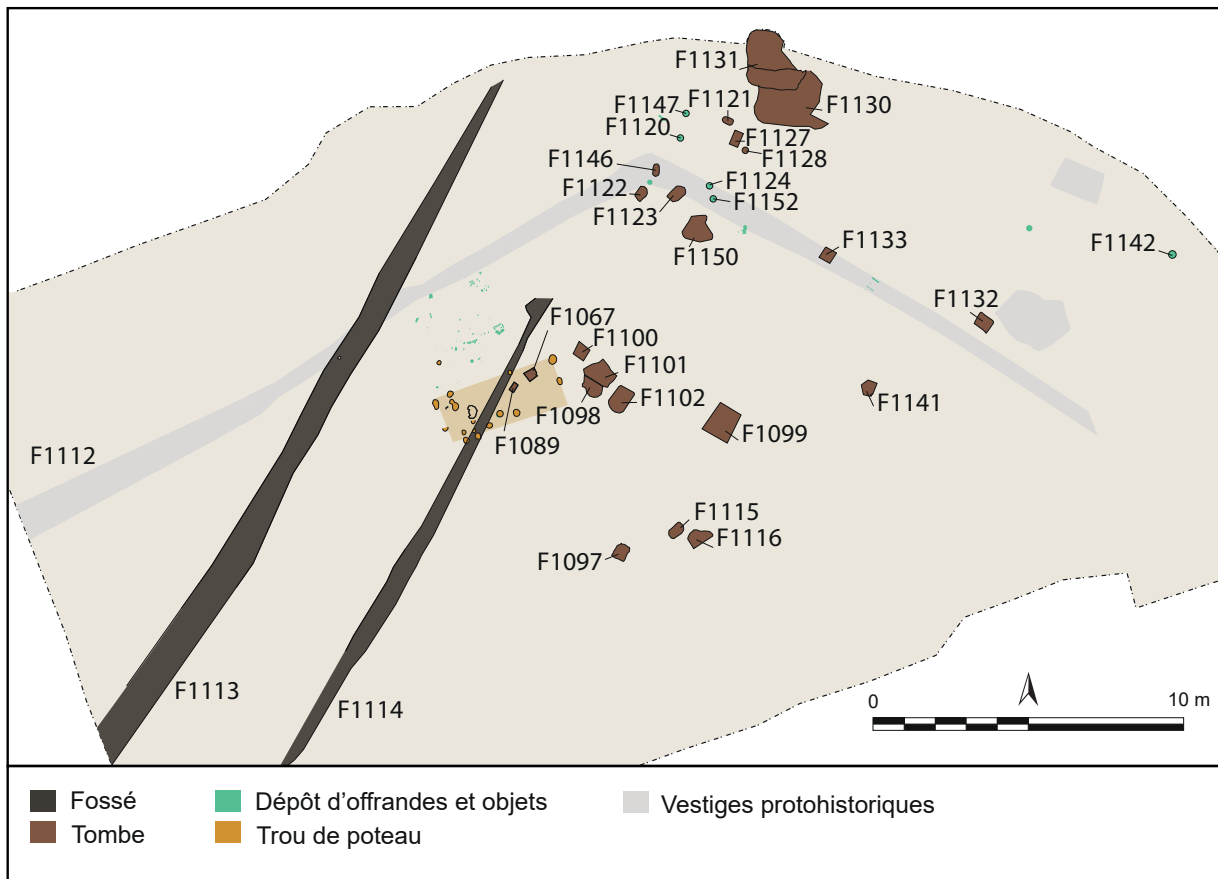 F1131
F1147
F1121
F1130
F1120
F1127
F1128
F1146
F1124
F1122
F1152
F1123
F1133
F1142
F1150
F1132
F1067
F1100
F1101
F1098
F1102
F1141
F1099
F1089
F1112
F1115
F1116
F1097
F1113
F1114
0 10 m
Fossé
Dépôt d’offrandes et objets
Vestiges protohistoriques
Tombe
Trou de poteau